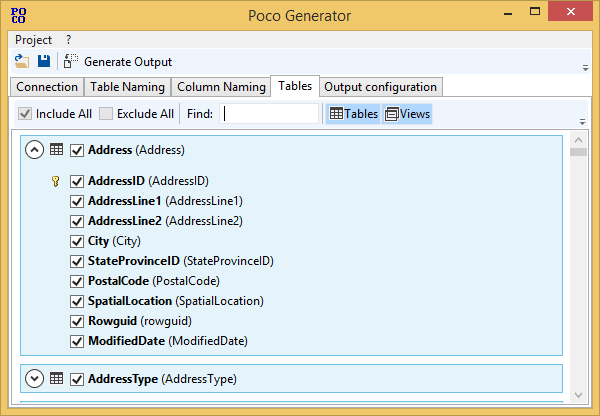 PO
CO
Poco Generator
Project ?
Generate Output
Connection Table Naming Column Naming Tables Output configuration
Include All Exclude All Find: Tables Views
Address (Address)
AddressID (AddressID)
AddressLine1 (AddressLine1)
AddressLine2 (AddressLine2)
City (City)
StateProvinceID (StateProvinceID)
PostalCode (PostalCode)
SpatialLocation (SpatialLocation)
Rowguid (rowguid)
ModifiedDate (ModifiedDate)
AddressType (AddressType)